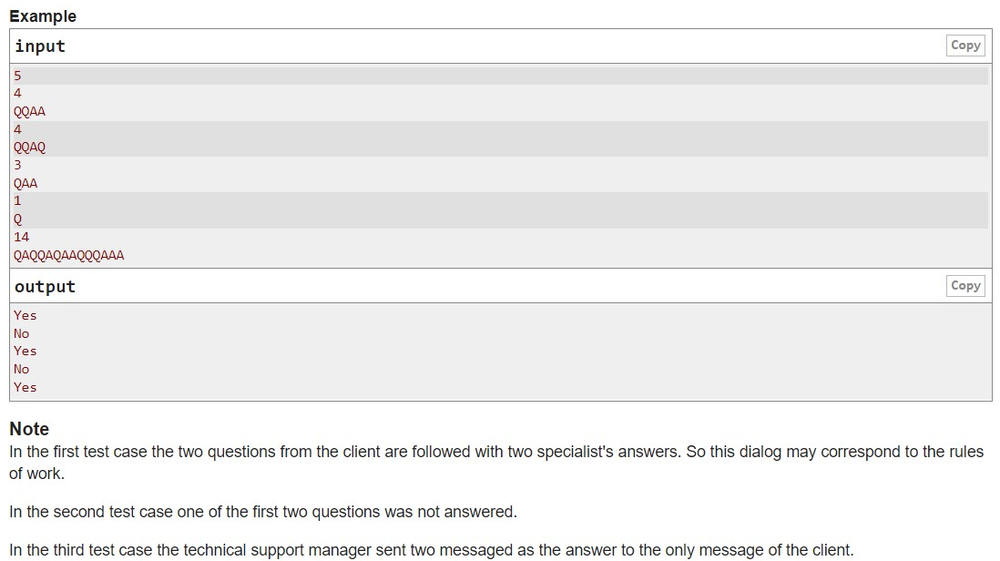 Example
input
Copy
5
4
QQAA
4
QQAQ
3
QAA
1
Q
14
QAQQAQAAQQQAAA
output
Copy
Yes
No
Yes
No
Yes
Note
In the first test case the two questions from the client are followed with two specialist's answers. So this dialog may correspond to the rules
of work.
In the second test case one of the first two questions was not answered.
In the third test case the technical support manager sent two messaged as the answer to the only message of the client.